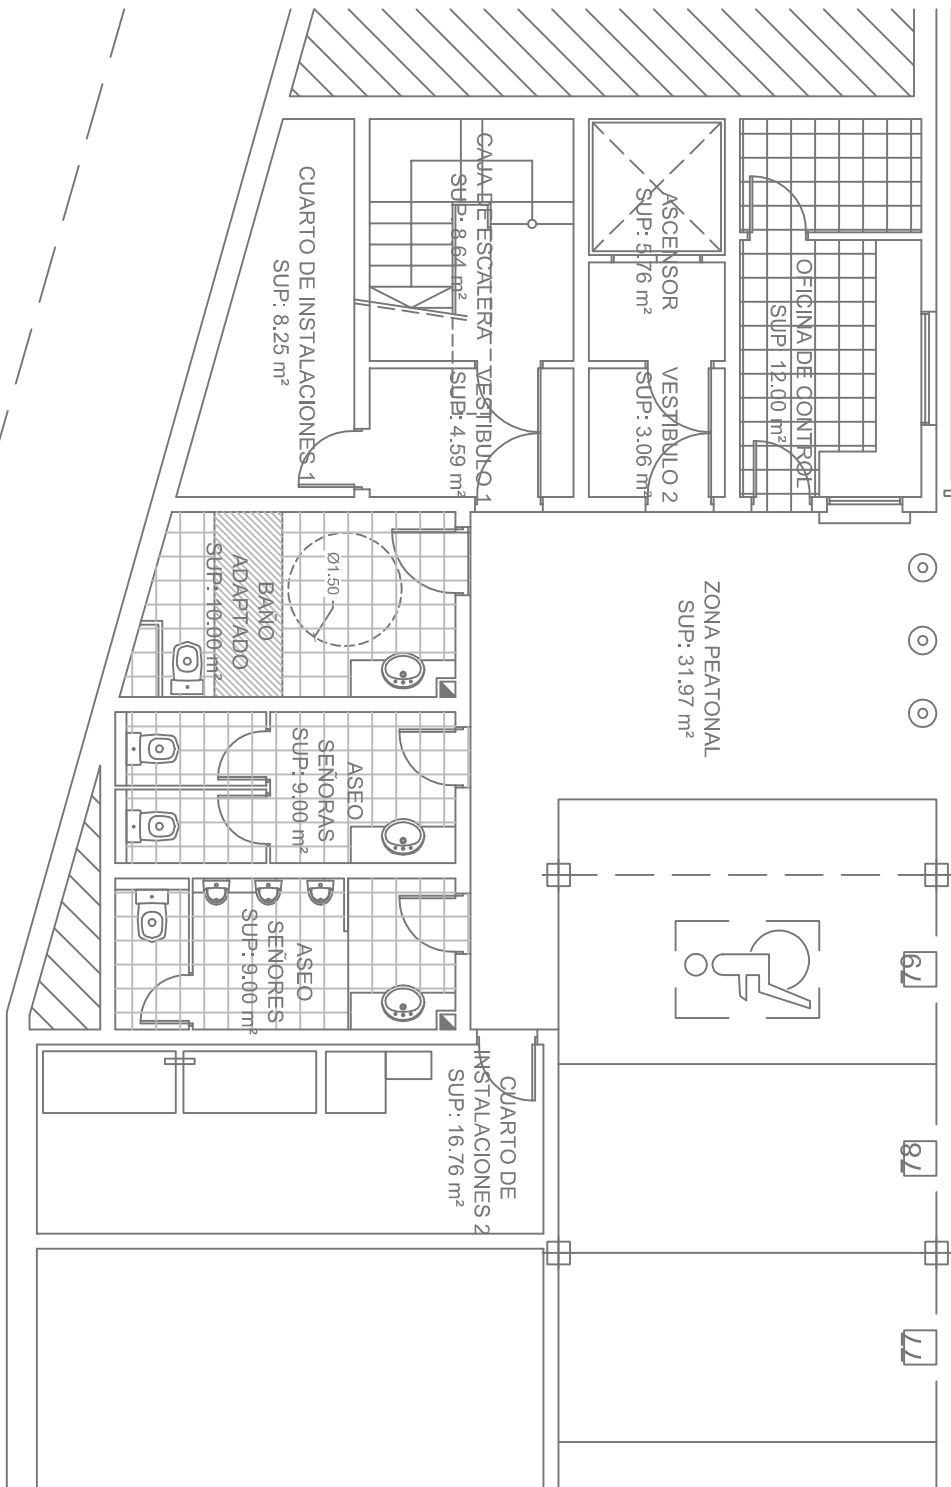 CUARTO DE INSTALACIONES 1
SUP: 8.25 m²
CAJA DE ESCALERA
SUP: 8.64 m²
ASCENSOR
SUP: 5.76 m²
OFICINA DE CONTROL
SUP: 12.00 m²
VESTIBULO 1
SUP: 4.59 m²
VESTIBULO 2
SUP: 3.06 m²
BAÑO
ADAPTADO
SUP: 10.00 m²
Ø1.50
ZONA PEATONAL
SUP: 31.97 m²
ASEO
SEÑORAS
SUP: 9.00 m²
ASEO
SEÑORES
SUP: 9.00 m²
CUARTO DE
INSTALACIONES 2
SUP: 16.76 m²
79
78
77